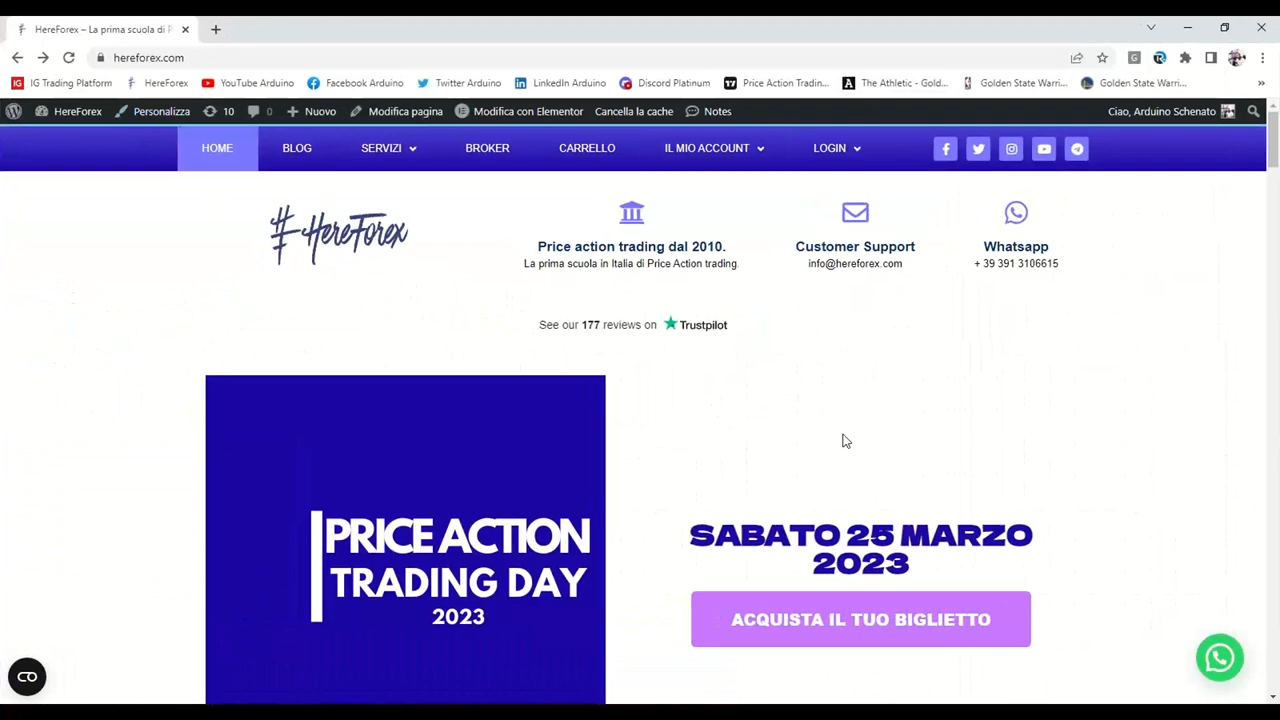 HereForex – La prima scuola di P
hereforex.com
IG Trading Platform HereForex YouTube Arduino Facebook Arduino Twitter Arduino LinkedIn Arduino Discord Platinum Price Action Tradin... The Athletic - Gold... Golden State Warri... Golden State Warri... »
HereForex Personalizza 10 0 Nuovo Modifica pagina Modifica con Elementor Cancella la cache Notes Ciao, Arduino Schenato
HOME BLOG SERVIZI BROKER CARRELLO IL MIO ACCOUNT LOGIN
#HereForex
Price action trading dal 2010.
La prima scuola in Italia di Price Action trading.
Customer Support
info@hereforex.com
Whatsapp
+ 39 391 3106615
See our 177 reviews on Trustpilot
PRICE ACTION
TRADING DAY
2023
SABATO 25 MARZO
2023
ACQUISTA IL TUO BIGLIETTO